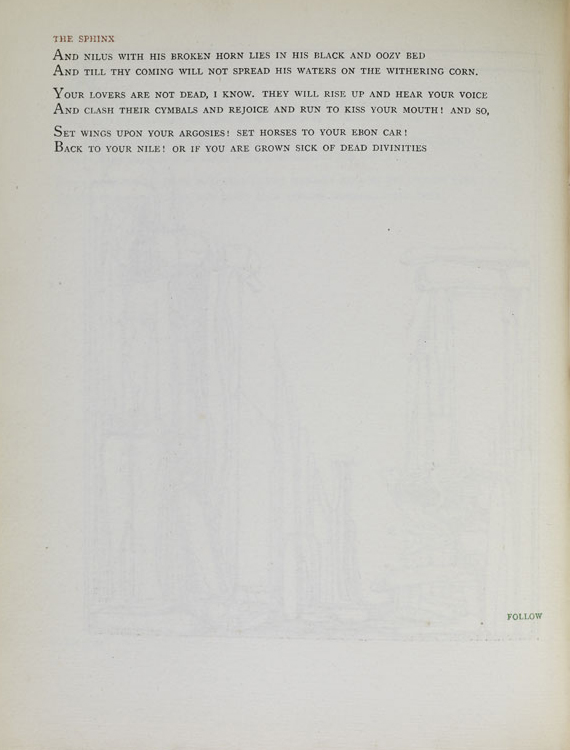 THE SPHINX
AND NILUS WITH HIS BROKEN HORN LIES IN HIS BLACK AND OOZY BED
AND TILL THY COMING WILL NOT SPREAD HIS WATERS ON THE WITHERING CORN.
YOUR LOVERS ARE NOT DEAD, I KNOW. THEY WILL RISE UP AND HEAR YOUR VOICE
AND CLASH THEIR CYMBALS AND REJOICE AND RUN TO KISS YOUR MOUTH! AND SO,
SET WINGS UPON YOUR ARGOSIES! SET HORSES TO YOUR EBON CAR!
BACK TO YOUR NILE! OR IF YOU ARE GROWN SICK OF DEAD DIVINITIES
FOLLOW